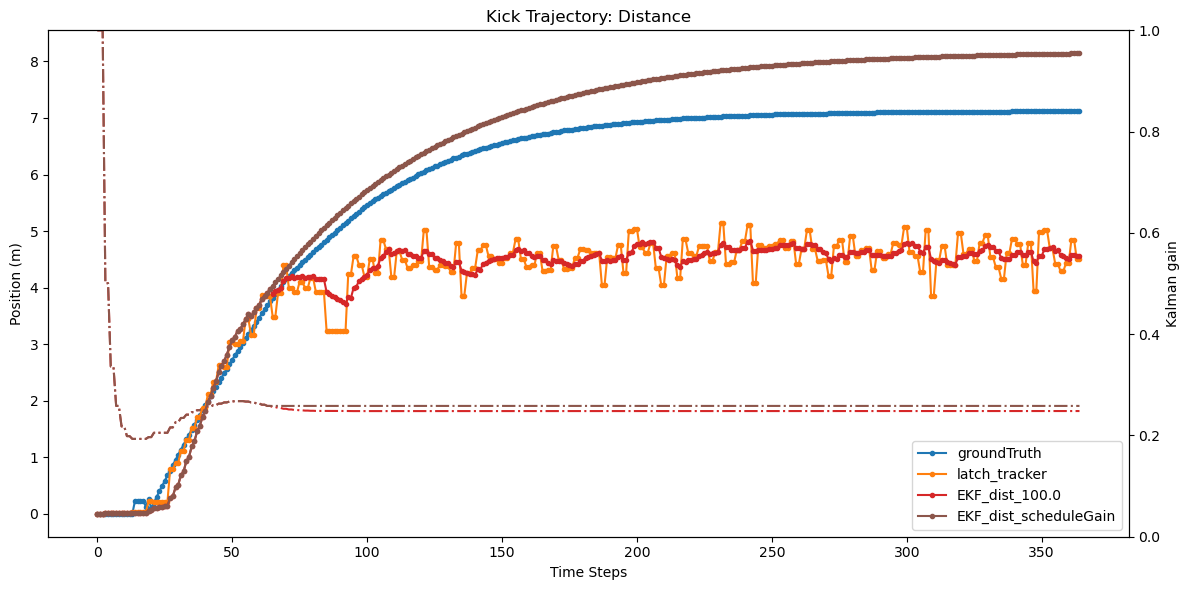 Kick Trajectory: Distance
Position (m)
8
7
6
5
4
3
2
1
0
1.0
0.8
0.6
0.4
0.2
0.0
Kalman gain
groundTruth
latch_tracker
EKF_dist_100.0
EKF_dist_scheduleGain
0 50 100 150 200 250 300 350
Time Steps